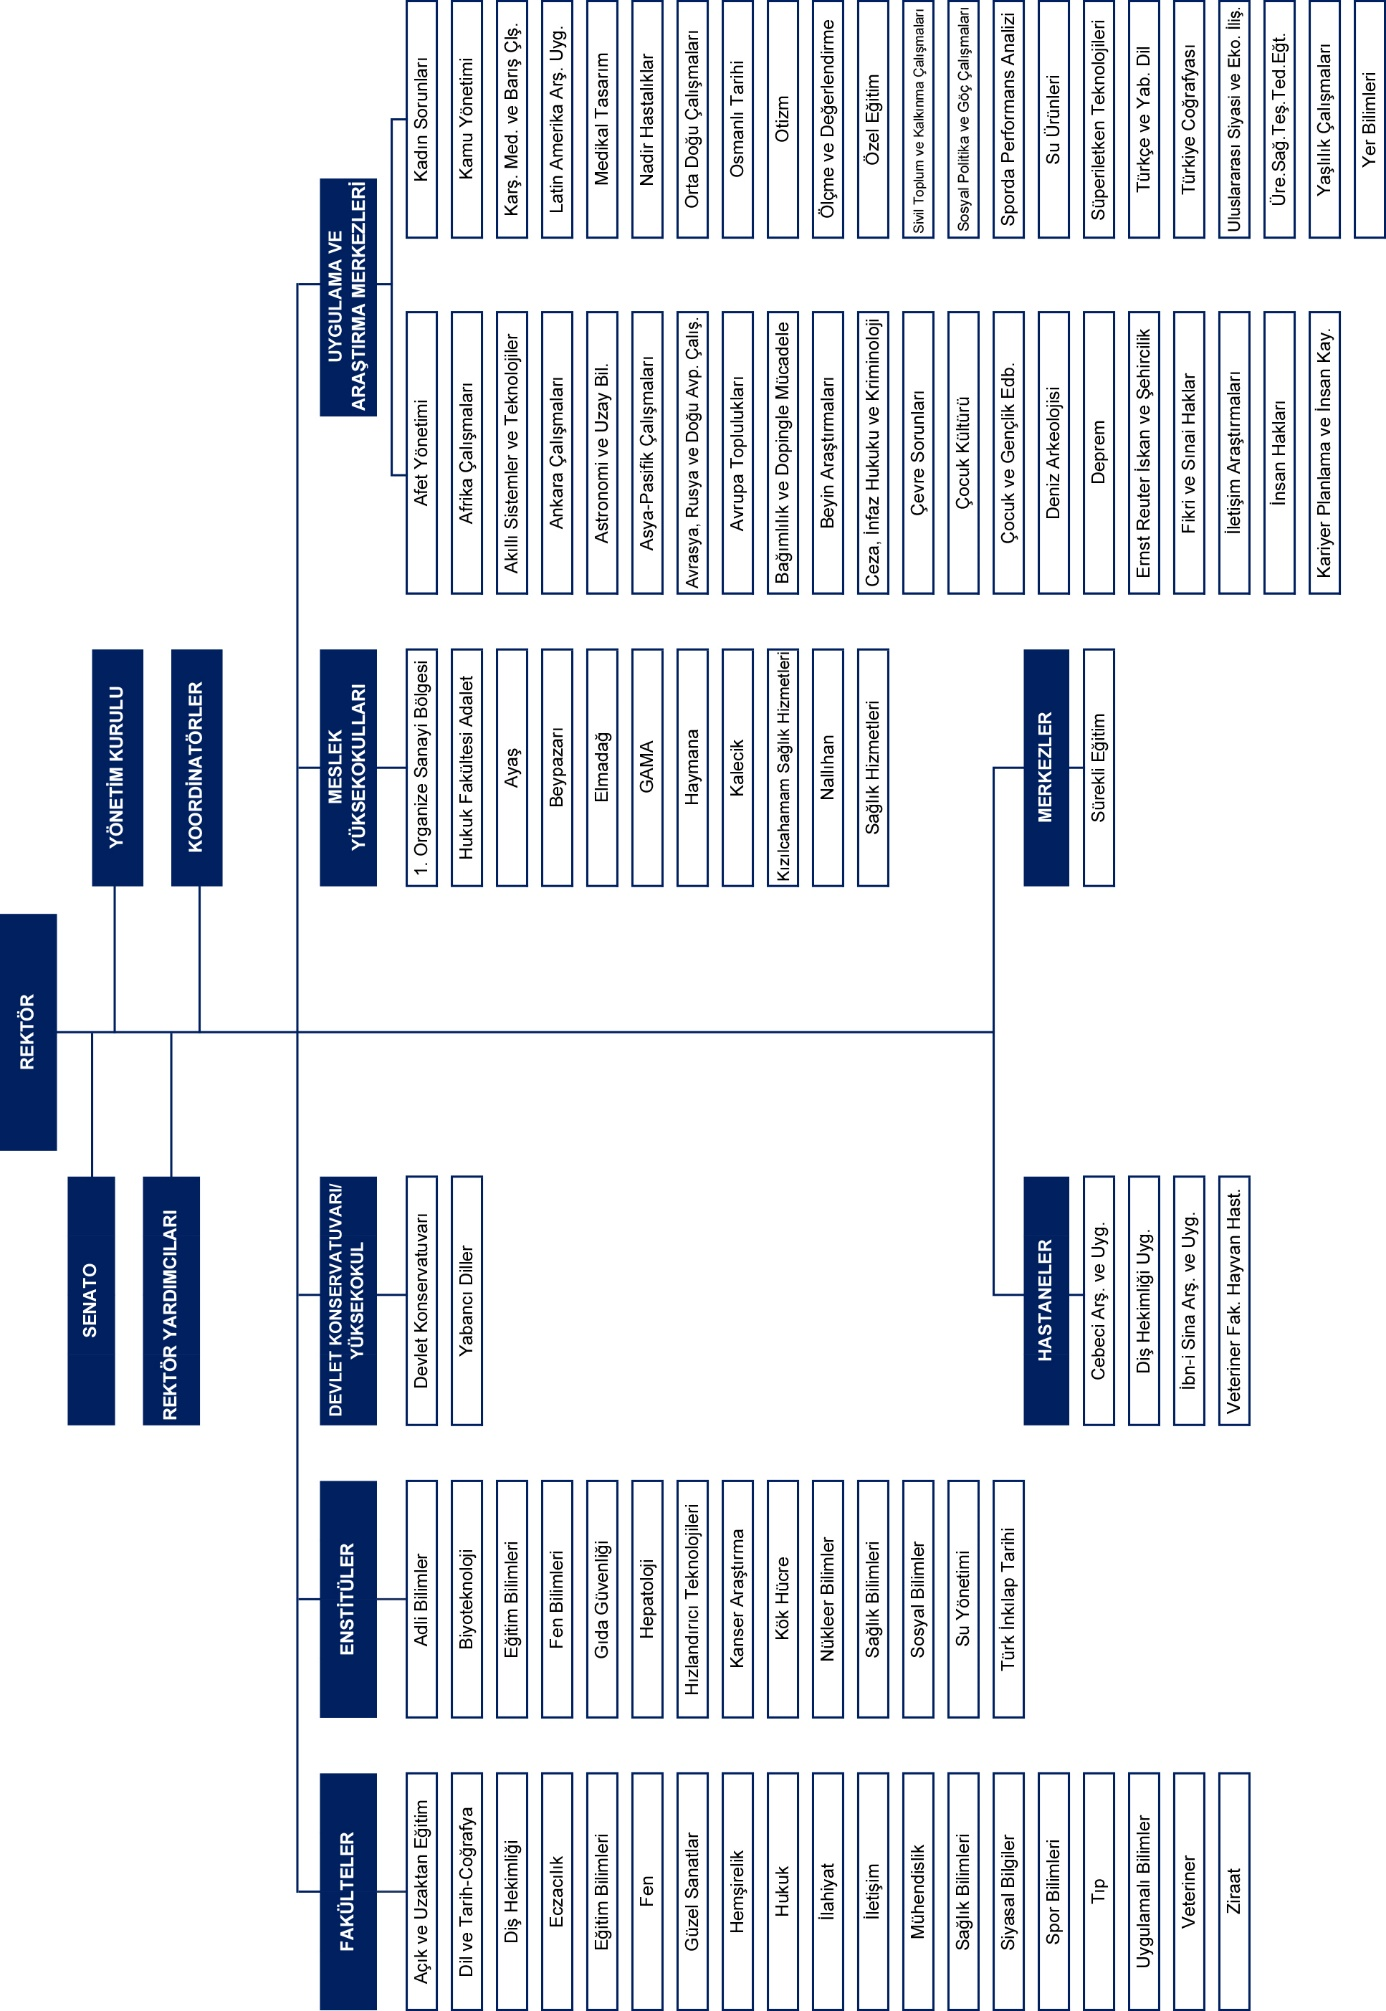 REKTÖR
SENATO
YÖNETİM KURULU
REKTÖR YARDIMCILARI
KOORDİNATÖRLER
FAKÜLTELER
Açık ve Uzaktan Eğitim
Dil ve Tarih-Coğrafya
Diş Hekimliği
Eczacılık
Eğitim Bilimleri
Fen
Güzel Sanatlar
Hemşirelik
Hukuk
İlahiyat
İletişim
Mühendislik
Sağlık Bilimleri
Siyasal Bilgiler
Spor Bilimleri
Tıp
Uygulamalı Bilimler
Veteriner
Ziraat
ENSTİTÜLER
Adli Bilimler
Biyoteknoloji
Eğitim Bilimleri
Fen Bilimleri
Gıda Güvenliği
Hepatoloji
Hızlandırıcı Teknolojileri
Kanser Araştırma
Kök Hücre
Nükleer Bilimler
Sağlık Bilimleri
Sosyal Bilimler
Su Yönetimi
Türk İnkılap Tarihi
DEVLET KONSERVATUVARI/
YÜKSEKOKUL
Devlet Konservatuvarı
Yabancı Diller
MESLEK
YÜKSEKOKULLARI
1. Organize Sanayi Bölgesi
Hukuk Fakültesi Adalet
Ayaş
Beypazarı
Elmadağ
GAMA
Haymana
Kalecik
Kızılcahamam Sağlık Hizmetleri
Nallıhan
Sağlık Hizmetleri
UYGULAMA VE
ARAŞTIRMA MERKEZLERİ
Afet Yönetimi
Afrika Çalışmaları
Akıllı Sistemler ve Teknolojiler
Ankara Çalışmaları
Astronomi ve Uzay Bil.
Asya-Pasifik Çalışmaları
Avrasya, Rusya ve Doğu Avp. Çalış.
Avrupa Toplulukları
Bağımlılık ve Dopingle Mücadele
Beyin Araştırmaları
Ceza, İnfaz Hukuku ve Kriminoloji
Çevre Sorunları
Çocuk Kültürü
Çocuk ve Gençlik Edb.
Deniz Arkeolojisi
Deprem
Ernst Reuter İskan ve Şehircilik
Fikri ve Sınai Haklar
İletişim Araştırmaları
İnsan Hakları
Kariyer Planlama ve İnsan Kay.
Kadın Sorunları
Kamu Yönetimi
Karş. Med. ve Barış Çlş.
Latin Amerika Arş. Uyg.
Medikal Tasarım
Nadir Hastalıklar
Orta Doğu Çalışmaları
Osmanlı Tarihi
Otizm
Ölçme ve Değerlendirme
Özel Eğitim
Sivil Toplum ve Kalkınma Çalışmaları
Sosyal Politika ve Göç Çalışmaları
Sporda Performans Analizi
Su Ürünleri
Süperiletken Teknolojileri
Türkçe ve Yab. Dil
Türkiye Coğrafyası
Uluslararası Siyasi ve Eko. İliş.
Üre.Sağ.Teş.Ted.Eğt.
Yaşlılık Çalışmaları
Yer Bilimleri
HASTANELER
Cebeci Arş. ve Uyg.
Diş Hekimliği Uyg.
İbn-i Sina Arş. ve Uyg.
Veteriner Fak. Hayvan Hast.
MERKEZLER
Sürekli Eğitim